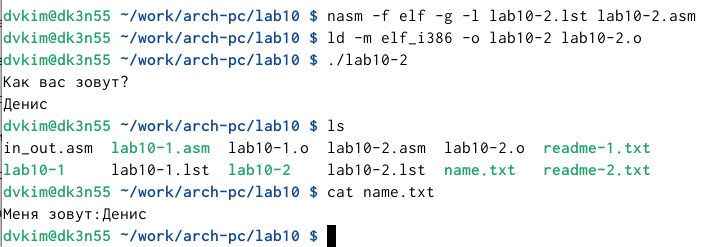 dvkim@dk3n55 ~/work/arch-pc/lab10 $ nasm -f elf -g -l lab10-2.lst lab10-2.asm
dvkim@dk3n55 ~/work/arch-pc/lab10 $ ld -m elf_i386 -o lab10-2 lab10-2.o
dvkim@dk3n55 ~/work/arch-pc/lab10 $ ./lab10-2
Как вас зовут?
Денис
dvkim@dk3n55 ~/work/arch-pc/lab10 $ ls
in_out.asm  lab10-1.asm  lab10-1.o  lab10-2.asm  lab10-2.o  readme-1.txt
lab10-1  lab10-1.lst  lab10-2  lab10-2.lst  name.txt  readme-2.txt
dvkim@dk3n55 ~/work/arch-pc/lab10 $ cat name.txt
Меня зовут:Денис
dvkim@dk3n55 ~/work/arch-pc/lab10 $